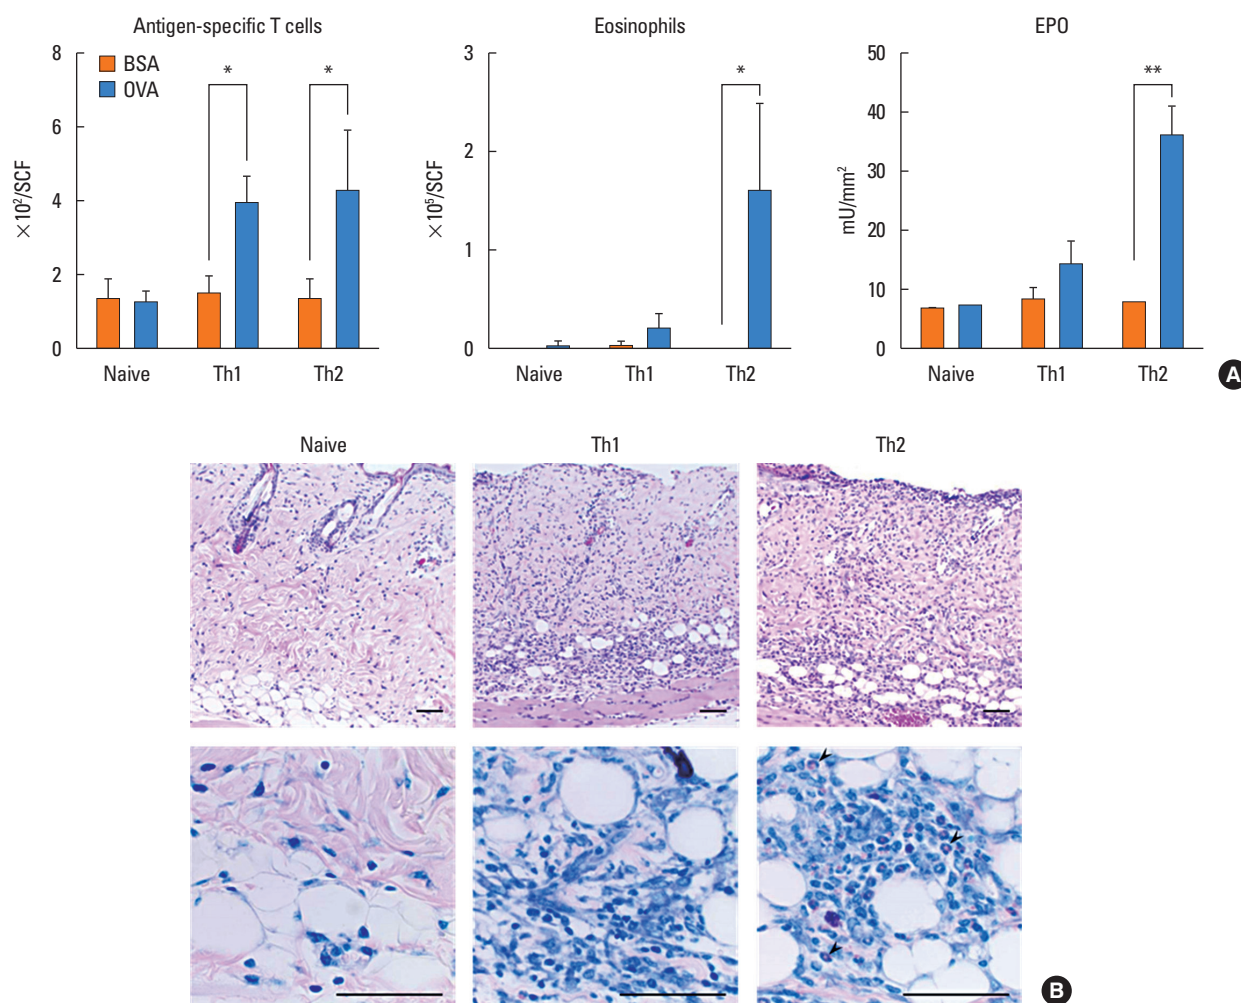 Antigen-specific T cells
8
6
4
2
0
×10²/SCF
BSA
OVA
*
*
Naive
Th1
Th2
Eosinophils
3
2
1
0
×10⁵/SCF
*
Naive
Th1
Th2
EPO
50
40
30
20
10
0
mU/mm²
**
Naive
Th1
Th2
A
Naive
Th1
Th2
B